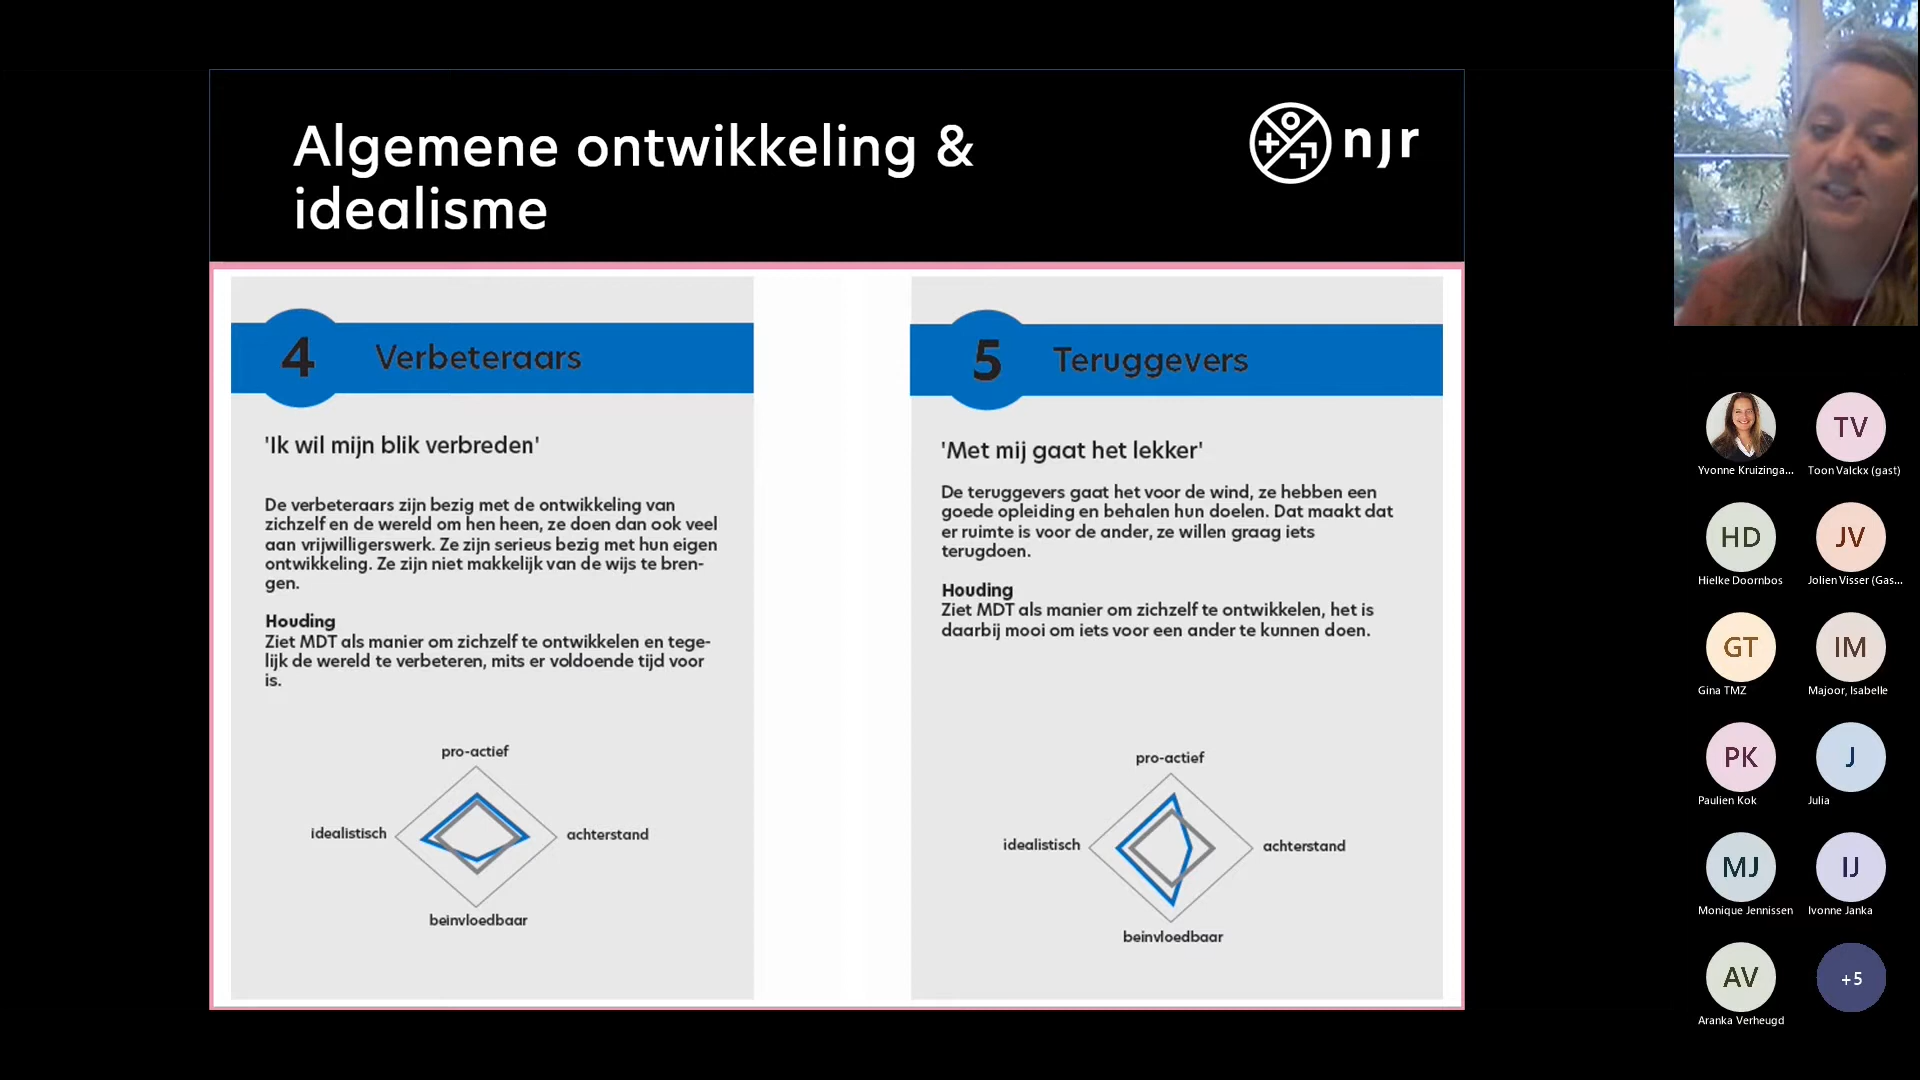 Algemene ontwikkeling &
idealisme
njr
4 Verbeteraars
'Ik wil mijn blik verbreden'
De verbeteraars zijn bezig met de ontwikkeling van
zichzelf en de wereld om hen heen, ze doen dan ook veel
aan vrijwilligerswerk. Ze zijn serieus bezig met hun eigen
ontwikkeling. Ze zijn niet makkelijk van de wijs te bren-
gen.
Houding
Ziet MDT als manier om zichzelf te ontwikkelen en tege-
lijk de wereld te verbeteren, mits er voldoende tijd voor
is.
pro-actief
idealistisch
achterstand
beinvloedbaar
5 Teruggevers
'Met mij gaat het lekker'
De teruggevers gaat het voor de wind, ze hebben een
goede opleiding en behalen hun doelen. Dat maakt dat
er ruimte is voor de ander, ze willen graag iets
terugdoen.
Houding
Ziet MDT als manier om zichzelf te ontwikkelen, het is
daarbij mooi om iets voor een ander te kunnen doen.
pro-actief
idealistisch
achterstand
beinvloedbaar
Yvonne Kruizinga...
TV
Toon Valckx (gast)
HD
Hielke Doornbos
JV
Jolien Visser (Gas...
GT
Gina TMZ
IM
Majoor, Isabelle
PK
Paulien Kok
J
Julia
MJ
Monique Jennissen
IJ
Ivonne Janka
AV
Aranka Verheugd
+5